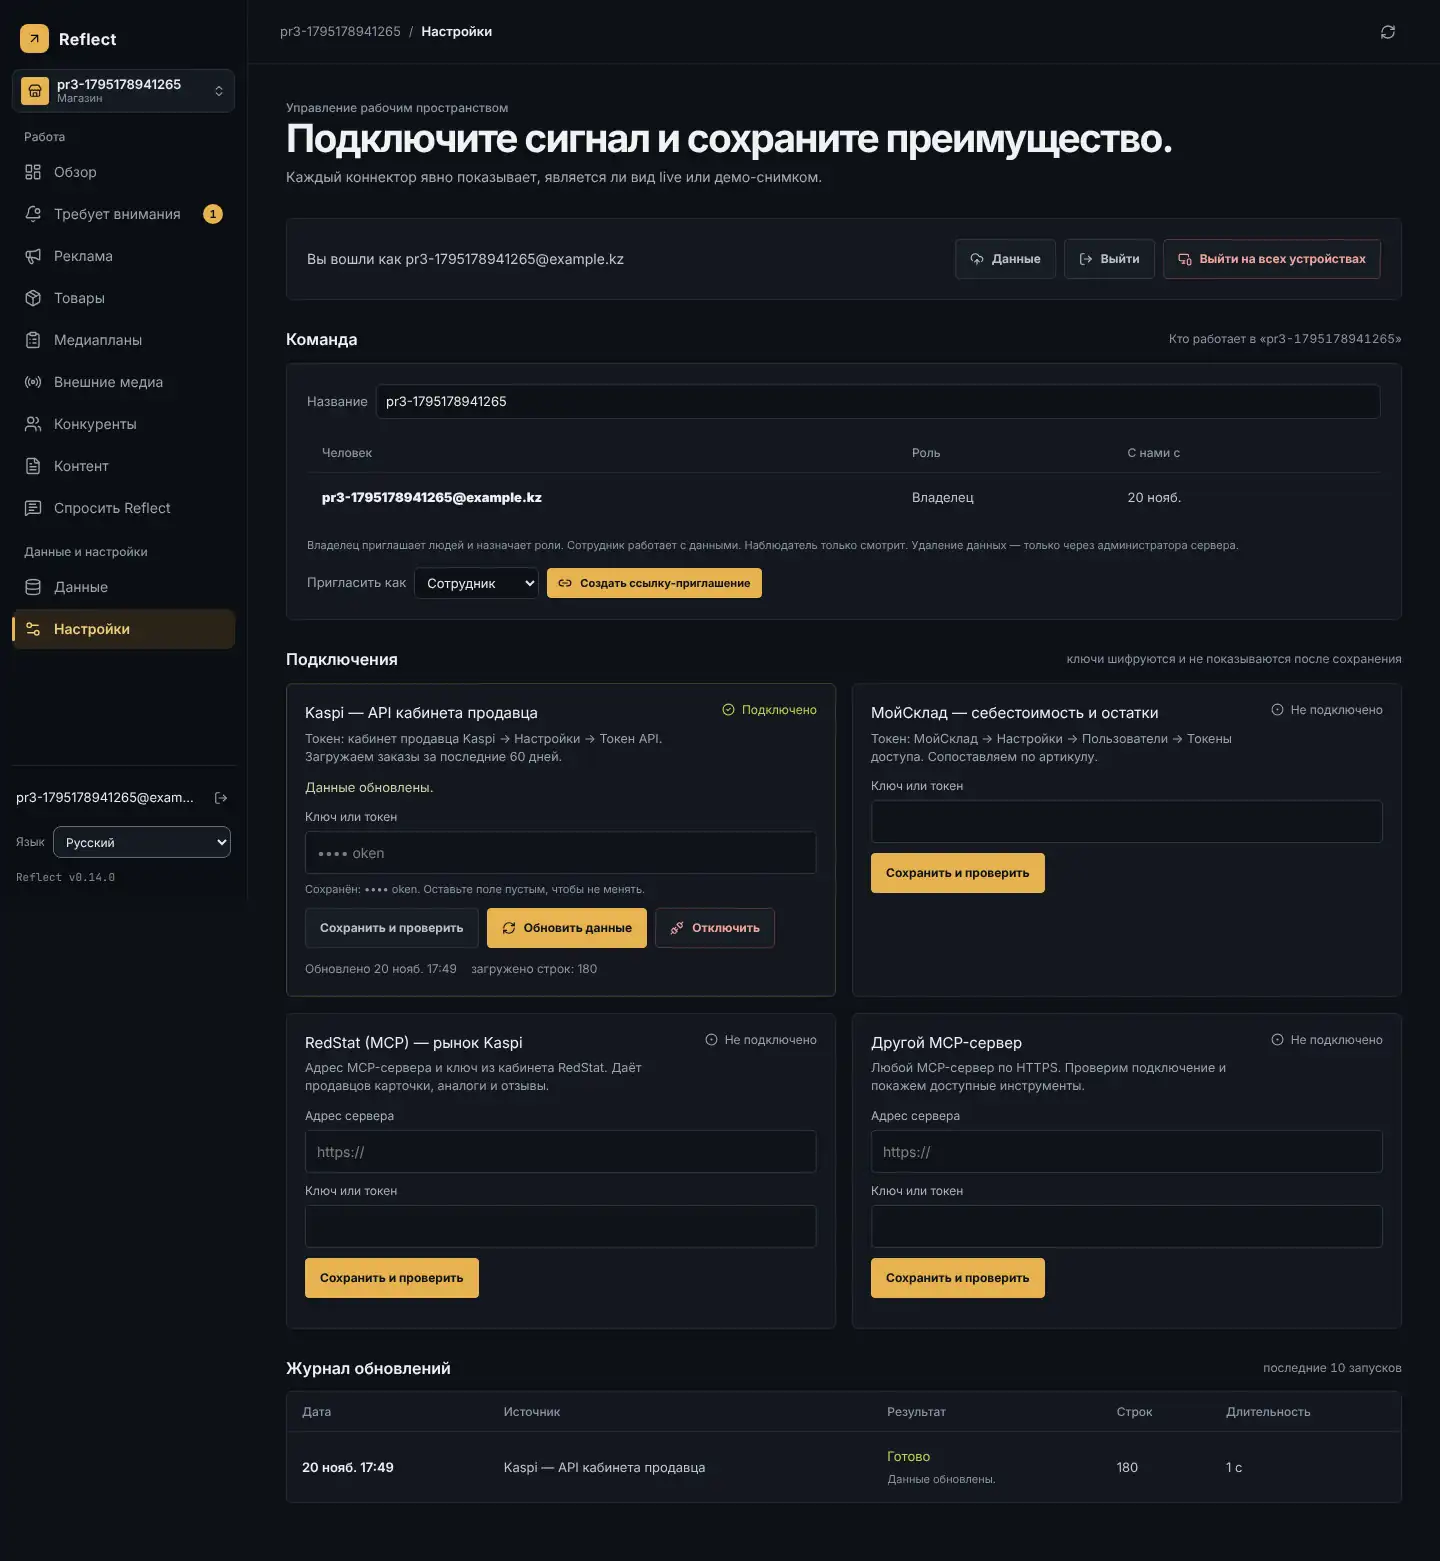 Reflect
pr3-1795178941265
Магазин
Работа
Обзор
Требует внимания 1
Реклама
Товары
Медиапланы
Внешние медиа
Конкуренты
Контент
Спросить Reflect
Данные и настройки
Данные
Настройки
pr3-1795178941265@exam...
Язык Русский
Reflect v0.14.0
pr3-1795178941265 / Настройки
Управление рабочим пространством
Подключите сигнал и сохраните преимущество.
Каждый коннектор явно показывает, является ли вид live или демо-снимком.
Вы вошли как pr3-1795178941265@example.kz
Данные
Выйти
Выйти на всех устройствах
Команда
Кто работает в «pr3-1795178941265»
Название pr3-1795178941265
Человек Роль С нами с
pr3-1795178941265@example.kz Владелец 20 нояб.
Владелец приглашает людей и назначает роли. Сотрудник работает с данными. Наблюдатель только смотрит. Удаление данных — только через администратора сервера.
Пригласить как Сотрудник Создать ссылку-приглашение
Подключения
ключи шифруются и не показываются после сохранения
Kaspi — API кабинета продавца
Подключено
Токен: кабинет продавца Kaspi → Настройки → Токен API.
Загружаем заказы за последние 60 дней.
Данные обновлены.
Ключ или токен
•••• oken
Сохранён: •••• oken. Оставьте поле пустым, чтобы не менять.
Сохранить и проверить
Обновить данные
Отключить
Обновлено 20 нояб. 17:49 загружено строк: 180
МойСклад — себестоимость и остатки
Не подключено
Токен: МойСклад → Настройки → Пользователи → Токены
доступа. Сопоставляем по артикулу.
Ключ или токен
Сохранить и проверить
RedStat (MCP) — рынок Kaspi
Не подключено
Адрес MCP-сервера и ключ из кабинета RedStat. Даёт
продавцов карточки, аналоги и отзывы.
Адрес сервера
https://
Ключ или токен
Сохранить и проверить
Другой MCP-сервер
Не подключено
Любой MCP-сервер по HTTPS. Проверим подключение и
покажем доступные инструменты.
Адрес сервера
https://
Ключ или токен
Сохранить и проверить
Журнал обновлений
последние 10 запусков
Дата Источник Результат Строк Длительность
20 нояб. 17:49 Kaspi — API кабинета продавца Готово 180 1 с
Данные обновлены.